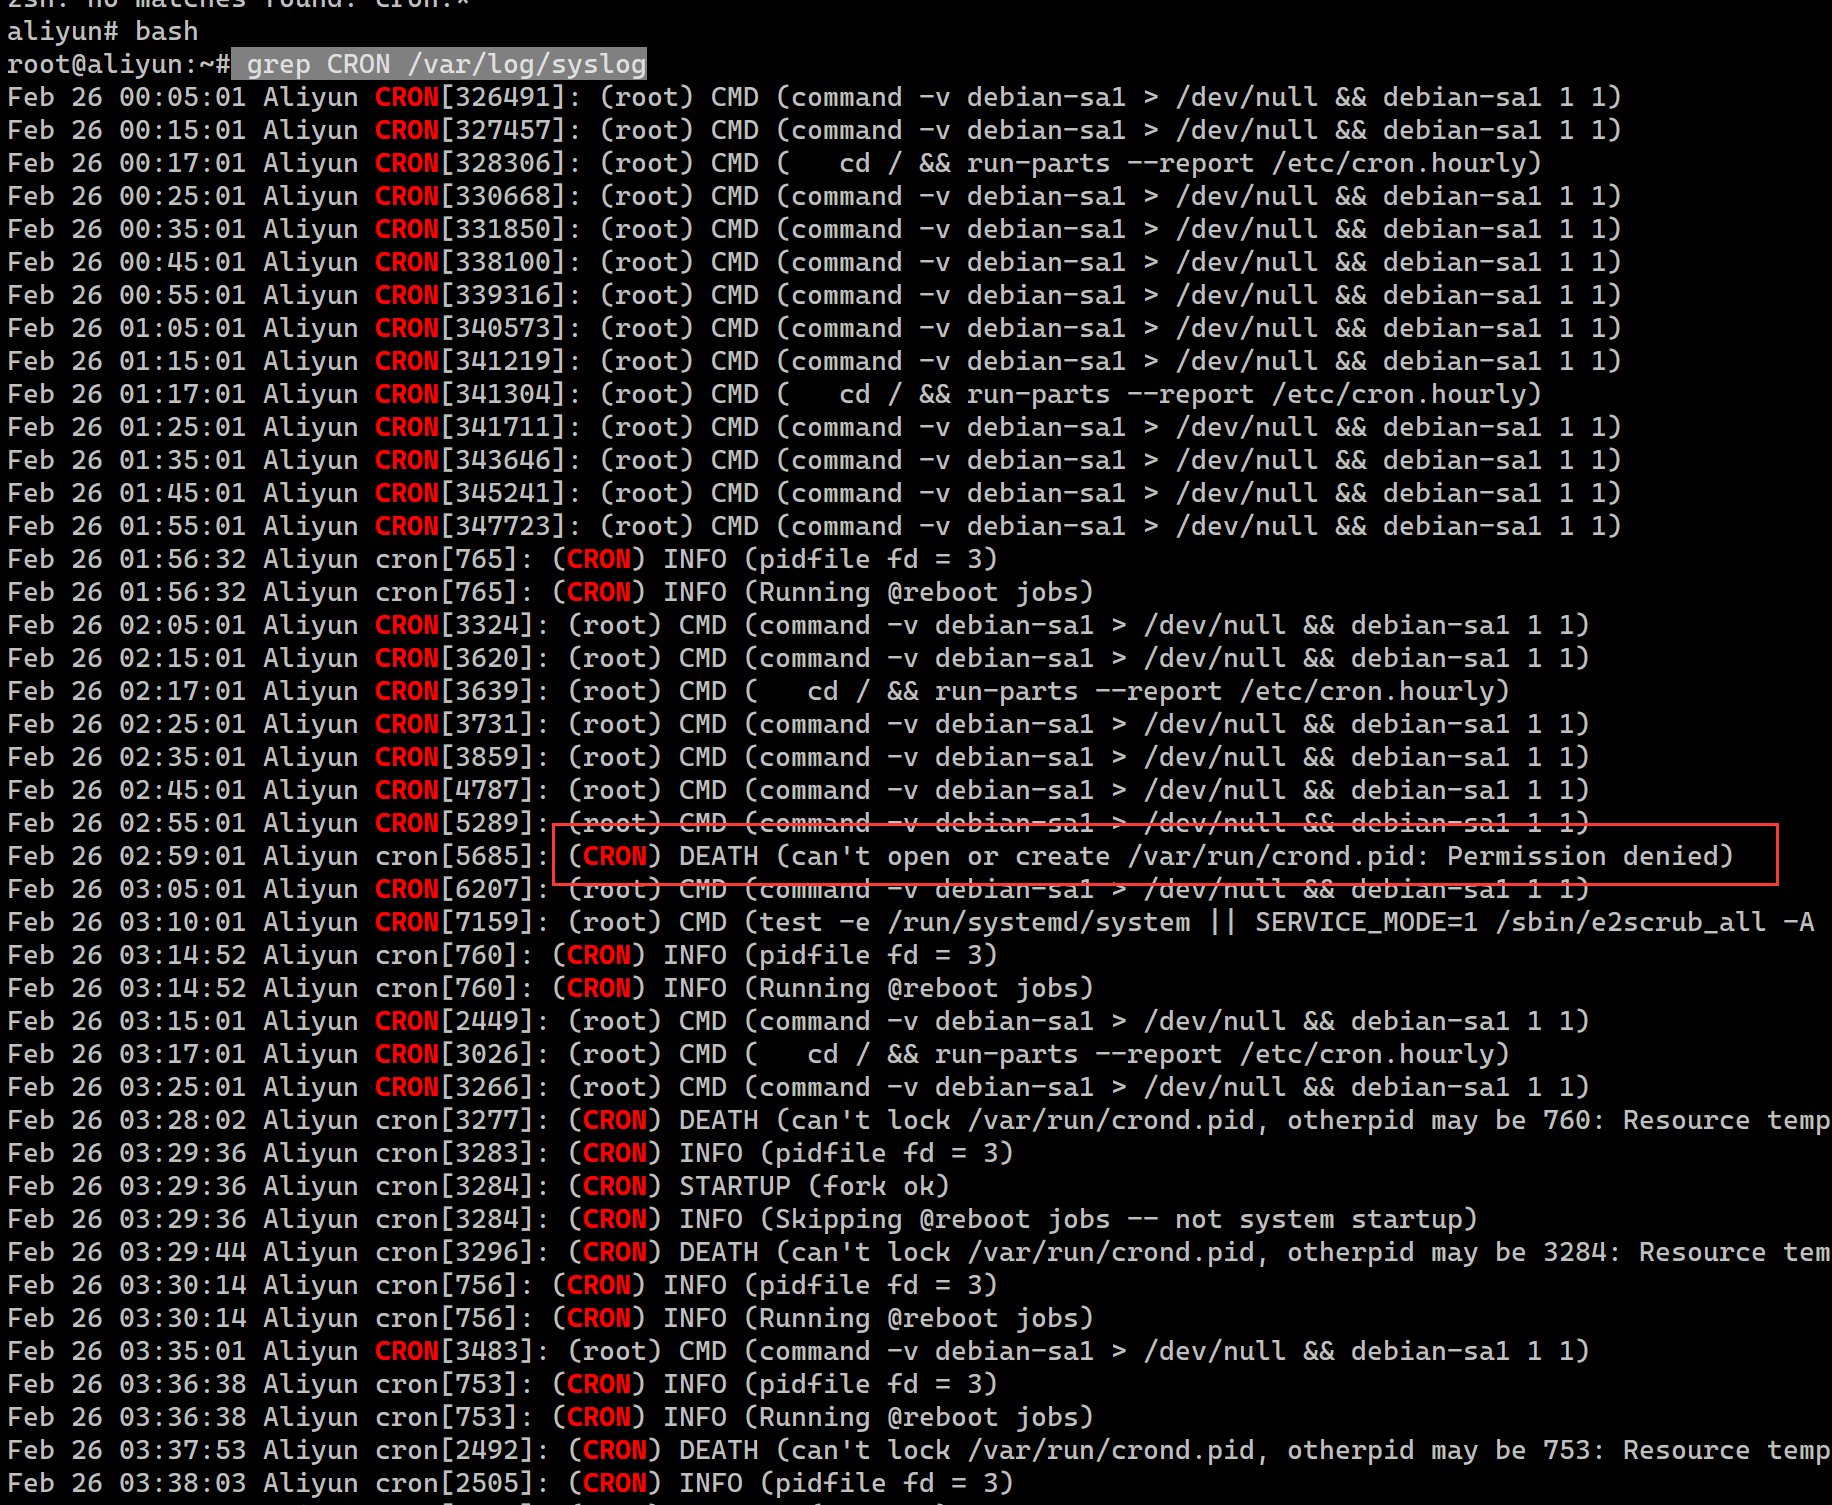 zsh: no matches found: cron.*
aliyun# bash
root@aliyun:~# grep CRON /var/log/syslog
Feb 26 00:05:01 Aliyun CRON[326491]: (root) CMD (command -v debian-sa1 > /dev/null && debian-sa1 1 1)
Feb 26 00:15:01 Aliyun CRON[327457]: (root) CMD (command -v debian-sa1 > /dev/null && debian-sa1 1 1)
Feb 26 00:17:01 Aliyun CRON[328306]: (root) CMD (   cd / && run-parts --report /etc/cron.hourly)
Feb 26 00:25:01 Aliyun CRON[330668]: (root) CMD (command -v debian-sa1 > /dev/null && debian-sa1 1 1)
Feb 26 00:35:01 Aliyun CRON[331850]: (root) CMD (command -v debian-sa1 > /dev/null && debian-sa1 1 1)
Feb 26 00:45:01 Aliyun CRON[338100]: (root) CMD (command -v debian-sa1 > /dev/null && debian-sa1 1 1)
Feb 26 00:55:01 Aliyun CRON[339316]: (root) CMD (command -v debian-sa1 > /dev/null && debian-sa1 1 1)
Feb 26 01:05:01 Aliyun CRON[340573]: (root) CMD (command -v debian-sa1 > /dev/null && debian-sa1 1 1)
Feb 26 01:15:01 Aliyun CRON[341219]: (root) CMD (command -v debian-sa1 > /dev/null && debian-sa1 1 1)
Feb 26 01:17:01 Aliyun CRON[341304]: (root) CMD (   cd / && run-parts --report /etc/cron.hourly)
Feb 26 01:25:01 Aliyun CRON[341711]: (root) CMD (command -v debian-sa1 > /dev/null && debian-sa1 1 1)
Feb 26 01:35:01 Aliyun CRON[343646]: (root) CMD (command -v debian-sa1 > /dev/null && debian-sa1 1 1)
Feb 26 01:45:01 Aliyun CRON[345241]: (root) CMD (command -v debian-sa1 > /dev/null && debian-sa1 1 1)
Feb 26 01:55:01 Aliyun CRON[347723]: (root) CMD (command -v debian-sa1 > /dev/null && debian-sa1 1 1)
Feb 26 01:56:32 Aliyun cron[765]: (CRON) INFO (pidfile fd = 3)
Feb 26 01:56:32 Aliyun cron[765]: (CRON) INFO (Running @reboot jobs)
Feb 26 02:05:01 Aliyun CRON[3324]: (root) CMD (command -v debian-sa1 > /dev/null && debian-sa1 1 1)
Feb 26 02:15:01 Aliyun CRON[3620]: (root) CMD (command -v debian-sa1 > /dev/null && debian-sa1 1 1)
Feb 26 02:17:01 Aliyun CRON[3639]: (root) CMD (   cd / && run-parts --report /etc/cron.hourly)
Feb 26 02:25:01 Aliyun CRON[3731]: (root) CMD (command -v debian-sa1 > /dev/null && debian-sa1 1 1)
Feb 26 02:35:01 Aliyun CRON[3859]: (root) CMD (command -v debian-sa1 > /dev/null && debian-sa1 1 1)
Feb 26 02:45:01 Aliyun CRON[4787]: (root) CMD (command -v debian-sa1 > /dev/null && debian-sa1 1 1)
Feb 26 02:55:01 Aliyun CRON[5289]: (root) CMD (command -v debian-sa1 > /dev/null && debian-sa1 1 1)
Feb 26 02:59:01 Aliyun cron[5685]: (CRON) DEATH (can't open or create /var/run/crond.pid: Permission denied)
Feb 26 03:05:01 Aliyun CRON[6207]: (root) CMD (command -v debian-sa1 > /dev/null && debian-sa1 1 1)
Feb 26 03:10:01 Aliyun CRON[7159]: (root) CMD (test -e /run/systemd/system || SERVICE_MODE=1 /sbin/e2scrub_all -A
Feb 26 03:14:52 Aliyun cron[760]: (CRON) INFO (pidfile fd = 3)
Feb 26 03:14:52 Aliyun cron[760]: (CRON) INFO (Running @reboot jobs)
Feb 26 03:15:01 Aliyun CRON[2449]: (root) CMD (command -v debian-sa1 > /dev/null && debian-sa1 1 1)
Feb 26 03:17:01 Aliyun CRON[3026]: (root) CMD (   cd / && run-parts --report /etc/cron.hourly)
Feb 26 03:25:01 Aliyun CRON[3266]: (root) CMD (command -v debian-sa1 > /dev/null && debian-sa1 1 1)
Feb 26 03:28:02 Aliyun cron[3277]: (CRON) DEATH (can't lock /var/run/crond.pid, otherpid may be 760: Resource temp
Feb 26 03:29:36 Aliyun cron[3283]: (CRON) INFO (pidfile fd = 3)
Feb 26 03:29:36 Aliyun cron[3284]: (CRON) STARTUP (fork ok)
Feb 26 03:29:36 Aliyun cron[3284]: (CRON) INFO (Skipping @reboot jobs -- not system startup)
Feb 26 03:29:44 Aliyun cron[3296]: (CRON) DEATH (can't lock /var/run/crond.pid, otherpid may be 3284: Resource tem
Feb 26 03:30:14 Aliyun cron[756]: (CRON) INFO (pidfile fd = 3)
Feb 26 03:30:14 Aliyun cron[756]: (CRON) INFO (Running @reboot jobs)
Feb 26 03:35:01 Aliyun CRON[3483]: (root) CMD (command -v debian-sa1 > /dev/null && debian-sa1 1 1)
Feb 26 03:36:38 Aliyun cron[753]: (CRON) INFO (pidfile fd = 3)
Feb 26 03:36:38 Aliyun cron[753]: (CRON) INFO (Running @reboot jobs)
Feb 26 03:37:53 Aliyun cron[2492]: (CRON) DEATH (can't lock /var/run/crond.pid, otherpid may be 753: Resource temp
Feb 26 03:38:03 Aliyun cron[2505]: (CRON) INFO (pidfile fd = 3)